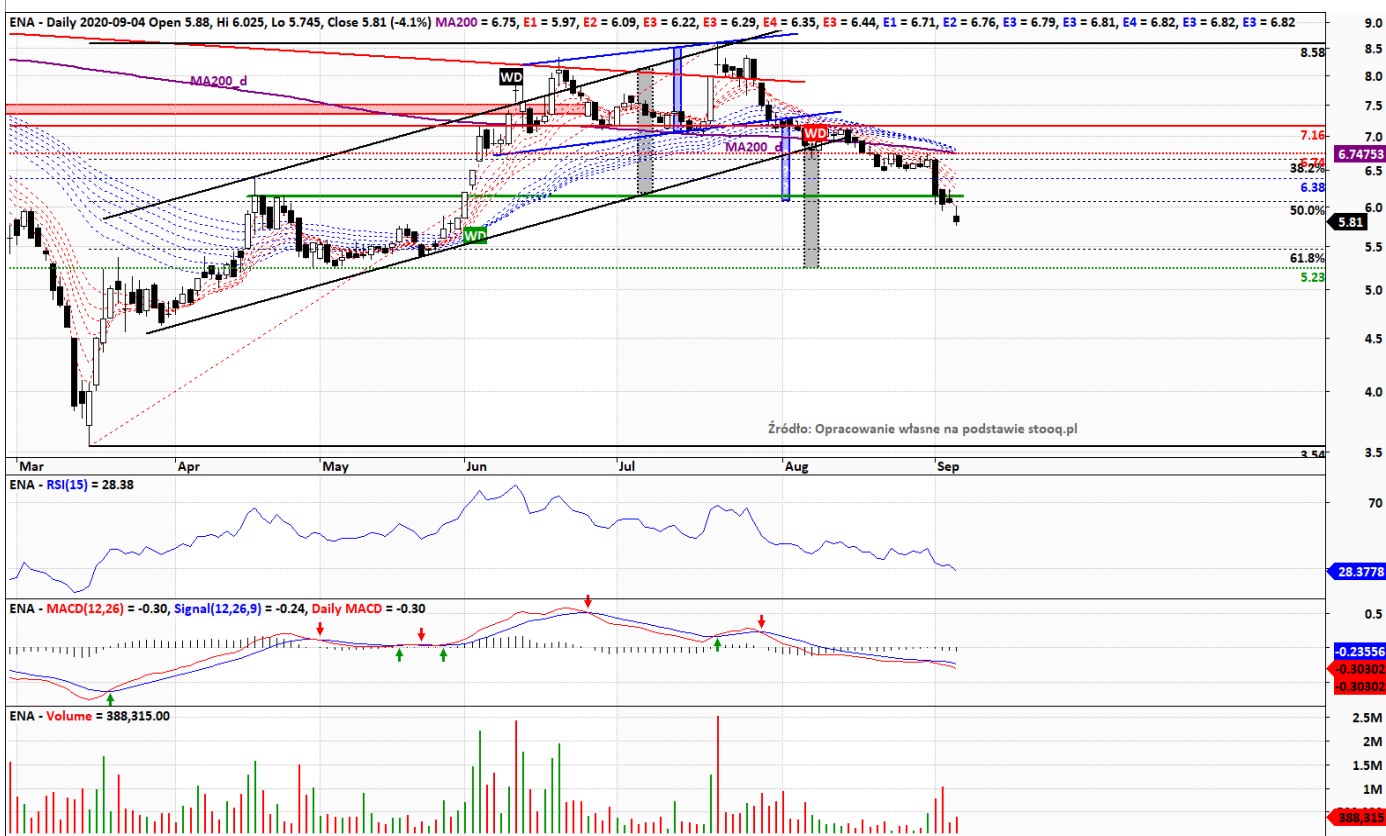 ENA - Daily 2020-09-04 Open 5.88, Hi 6.025, Lo 5.745, Close 5.81 (-4.1%) MA200 = 6.75, E1 = 5.97, E2 = 6.09, E3 = 6.22, E3 = 6.29, E4 = 6.35, E3 = 6.44, E1 = 6.71, E2 = 6.76, E3 = 6.79, E3 = 6.81, E4 = 6.82, E3 = 6.82, E3 = 6.82
9.0
8.58
8.5
WD
8.0
MA200_d
7.5
WD
7.16
7.0
MA200_d
6.74753
6.74
38.2%
6.5
6.38
6.0
50.0%
5.81
WD
5.5
61.8%
5.23
5.0
4.5
4.0
Źródło: Opracowanie własne na podstawie stooq.pl
3.54
3.5
Mar Apr May Jun Jul Aug Sep
ENA - RSI(15) = 28.38
70
28.3778
ENA - MACD(12,26) = -0.30, Signal(12,26,9) = -0.24, Daily MACD = -0.30
0.5
-0.23556
-0.30302
-0.30302
ENA - Volume = 388,315.00
2.5M
2M
1.5M
1M
388,315